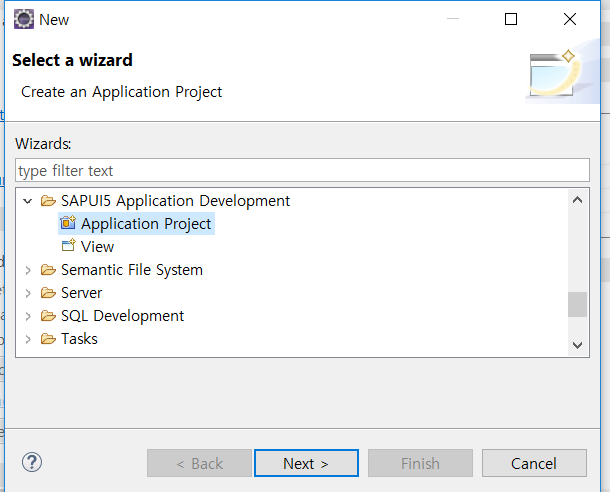 New
Select a wizard
Create an Application Project
Wizards:
type filter text
SAPUI5 Application Development
Application Project
View
Semantic File System
Server
SQL Development
Tasks
?
< Back
Next >
Finish
Cancel